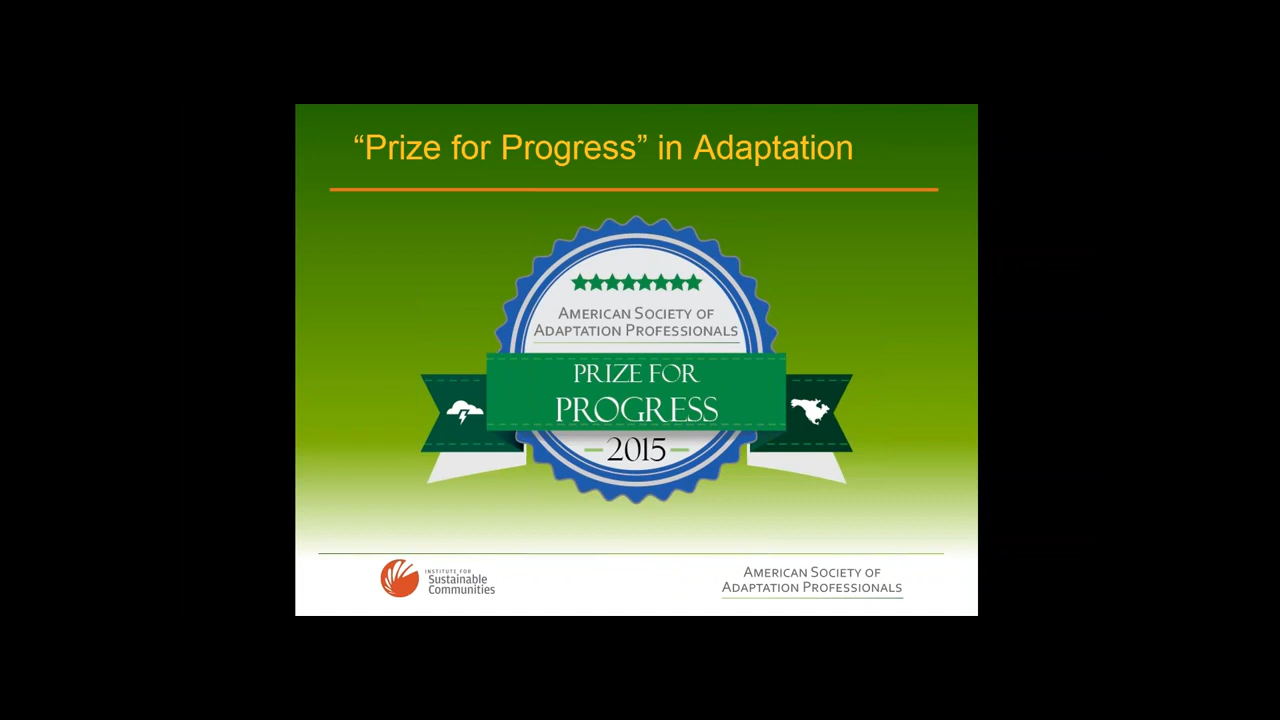 “Prize for Progress” in Adaptation
AMERICAN SOCIETY OF
ADAPTATION PROFESSIONALS
PRIZE FOR
PROGRESS
2015
INSTITUTE FOR
Sustainable
Communities
AMERICAN SOCIETY OF
ADAPTATION PROFESSIONALS